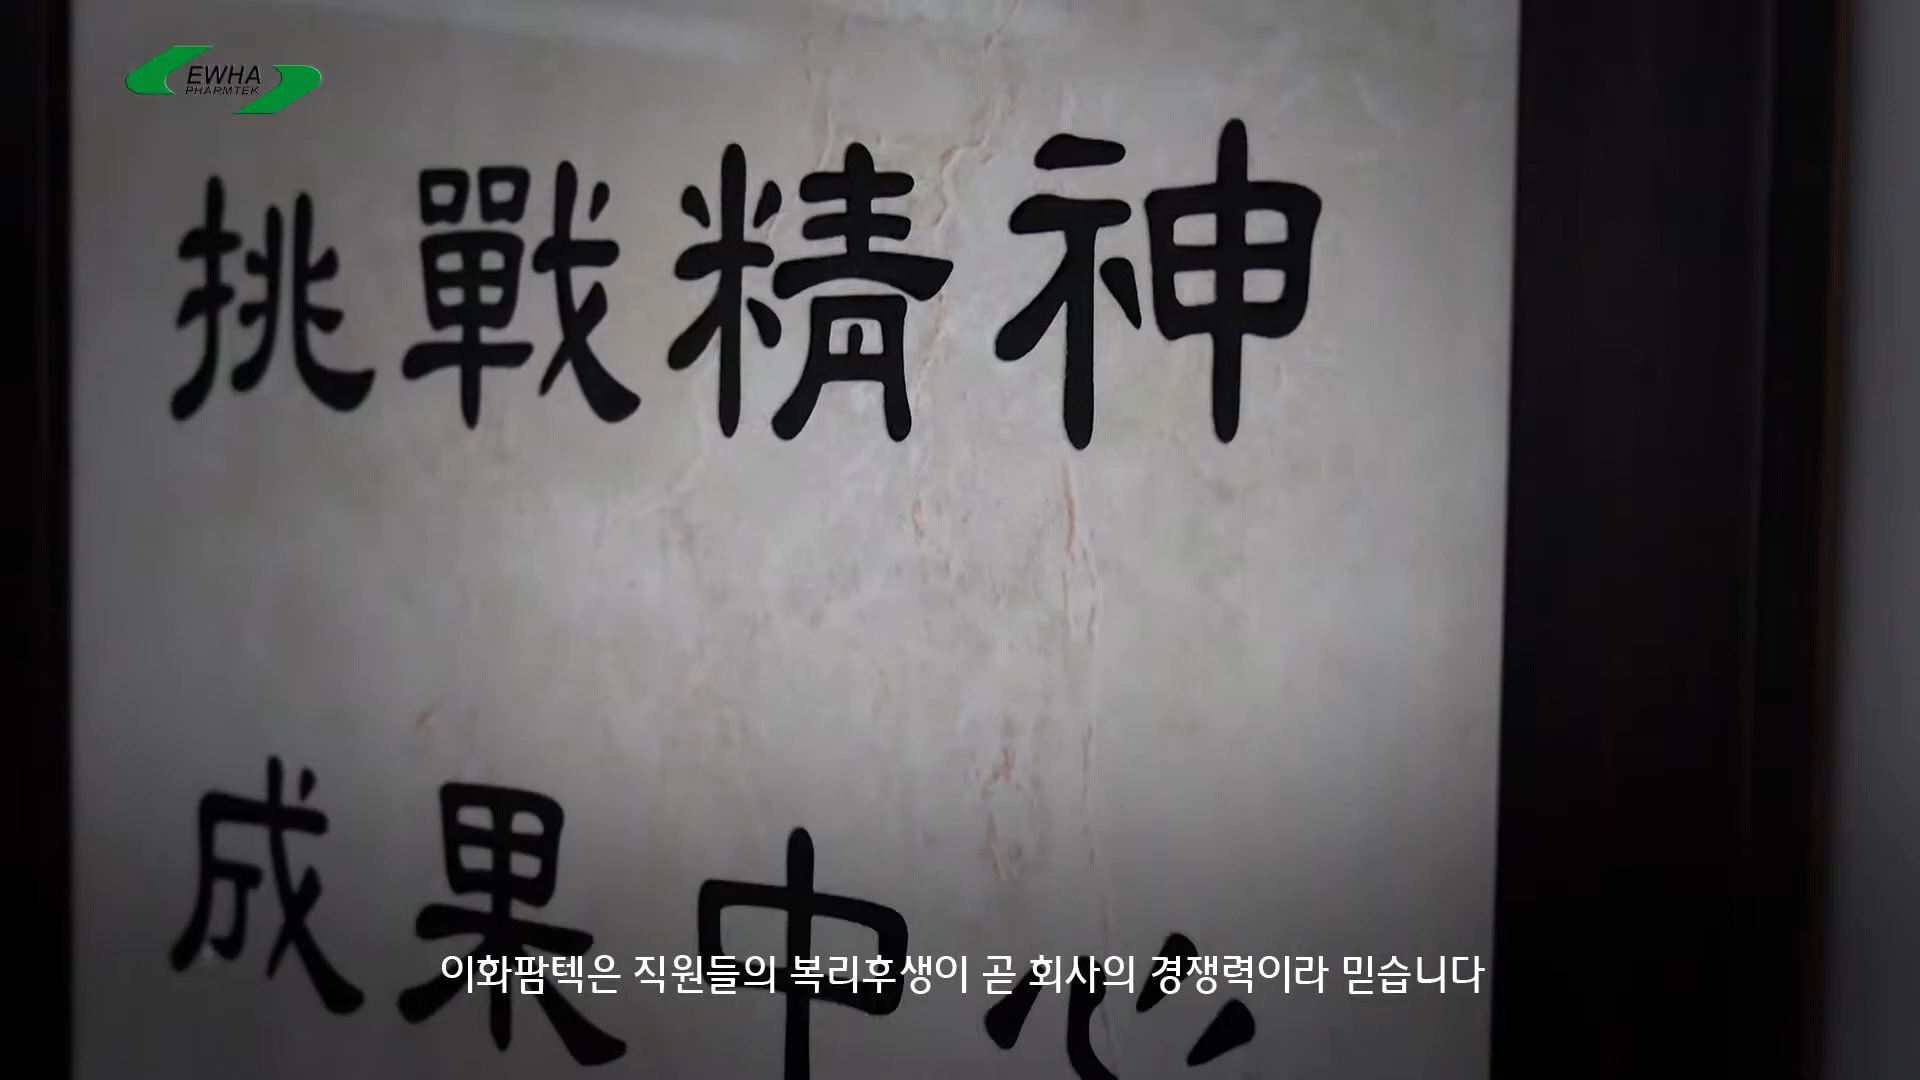 EWHA
PHARMTEK
挑戰精神
成果中心
이화팜텍은 직원들의 복리후생이 곧 회사의 경쟁력이라 믿습니다